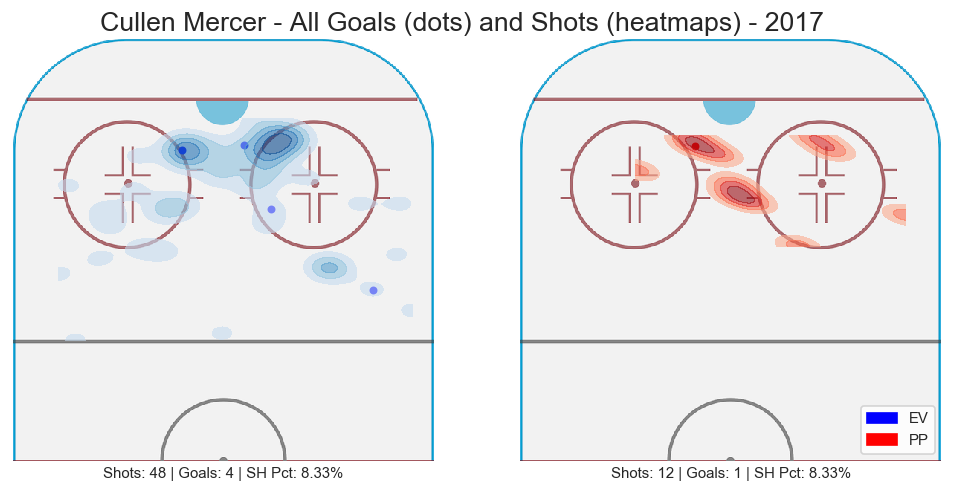 Cullen Mercer - All Goals (dots) and Shots (heatmaps) - 2017
EV
PP
Shots: 48 | Goals: 4 | SH Pct: 8.33%
Shots: 12 | Goals: 1 | SH Pct: 8.33%